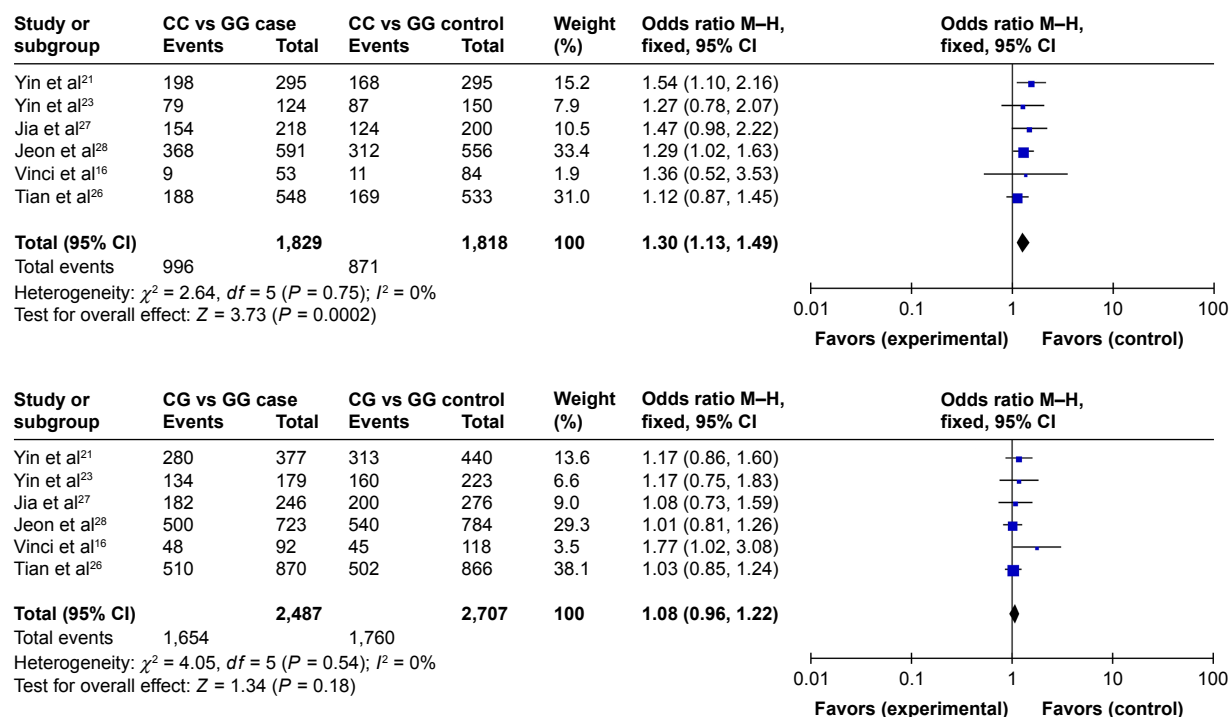 Study or subgroup CC vs GG case CC vs GG control Weight (%) Odds ratio M–H, fixed, 95% CI Odds ratio M–H, fixed, 95% CI
Events Total Events Total
Yin et al²¹ 198 295 168 295 15.2 1.54 (1.10, 2.16)
Yin et al²³ 79 124 87 150 7.9 1.27 (0.78, 2.07)
Jia et al²⁷ 154 218 124 200 10.5 1.47 (0.98, 2.22)
Jeon et al²⁸ 368 591 312 556 33.4 1.29 (1.02, 1.63)
Vinci et al¹⁶ 9 53 11 84 1.9 1.36 (0.52, 3.53)
Tian et al²⁶ 188 548 169 533 31.0 1.12 (0.87, 1.45)
Total (95% CI) 1,829 1,818 100 1.30 (1.13, 1.49)
Total events 996 871
Heterogeneity: χ² = 2.64, df = 5 (P = 0.75); I² = 0%
Test for overall effect: Z = 3.73 (P = 0.0002)
0.01 0.1 1 10 100
Favors (experimental) Favors (control)
Study or subgroup CG vs GG case CG vs GG control Weight (%) Odds ratio M–H, fixed, 95% CI Odds ratio M–H, fixed, 95% CI
Events Total Events Total
Yin et al²¹ 280 377 313 440 13.6 1.17 (0.86, 1.60)
Yin et al²³ 134 179 160 223 6.6 1.17 (0.75, 1.83)
Jia et al²⁷ 182 246 200 276 9.0 1.08 (0.73, 1.59)
Jeon et al²⁸ 500 723 540 784 29.3 1.01 (0.81, 1.26)
Vinci et al¹⁶ 48 92 45 118 3.5 1.77 (1.02, 3.08)
Tian et al²⁶ 510 870 502 866 38.1 1.03 (0.85, 1.24)
Total (95% CI) 2,487 2,707 100 1.08 (0.96, 1.22)
Total events 1,654 1,760
Heterogeneity: χ² = 4.05, df = 5 (P = 0.54); I² = 0%
Test for overall effect: Z = 1.34 (P = 0.18)
0.01 0.1 1 10 100
Favors (experimental) Favors (control)